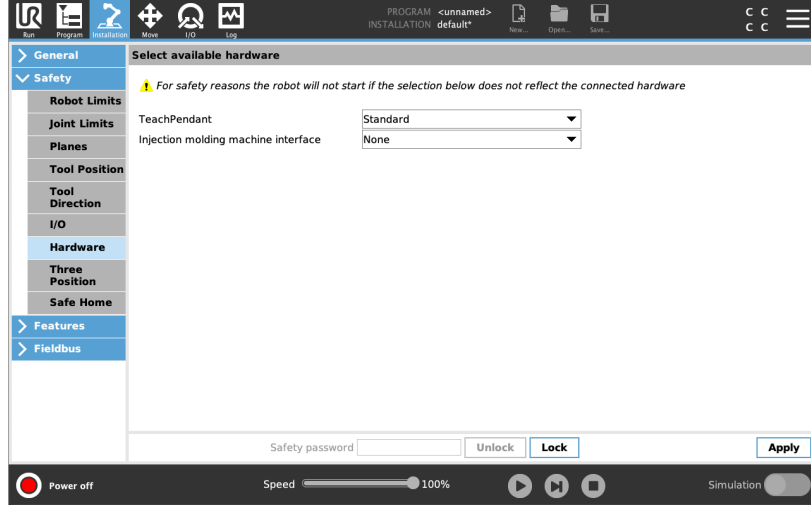 UR
Run
Program
Installation
Move
I/O
Log
PROGRAM <unnamed>
INSTALLATION default*
New...
Open...
Save...
C C
C C
General
Safety
Robot Limits
Joint Limits
Planes
Tool Position
Tool
Direction
I/O
Hardware
Three
Position
Safe Home
Features
Fieldbus
Select available hardware
For safety reasons the robot will not start if the selection below does not reflect the connected hardware
TeachPendant Standard
Injection molding machine interface None
Safety password Unlock Lock Apply
Power off Speed 100% Simulation